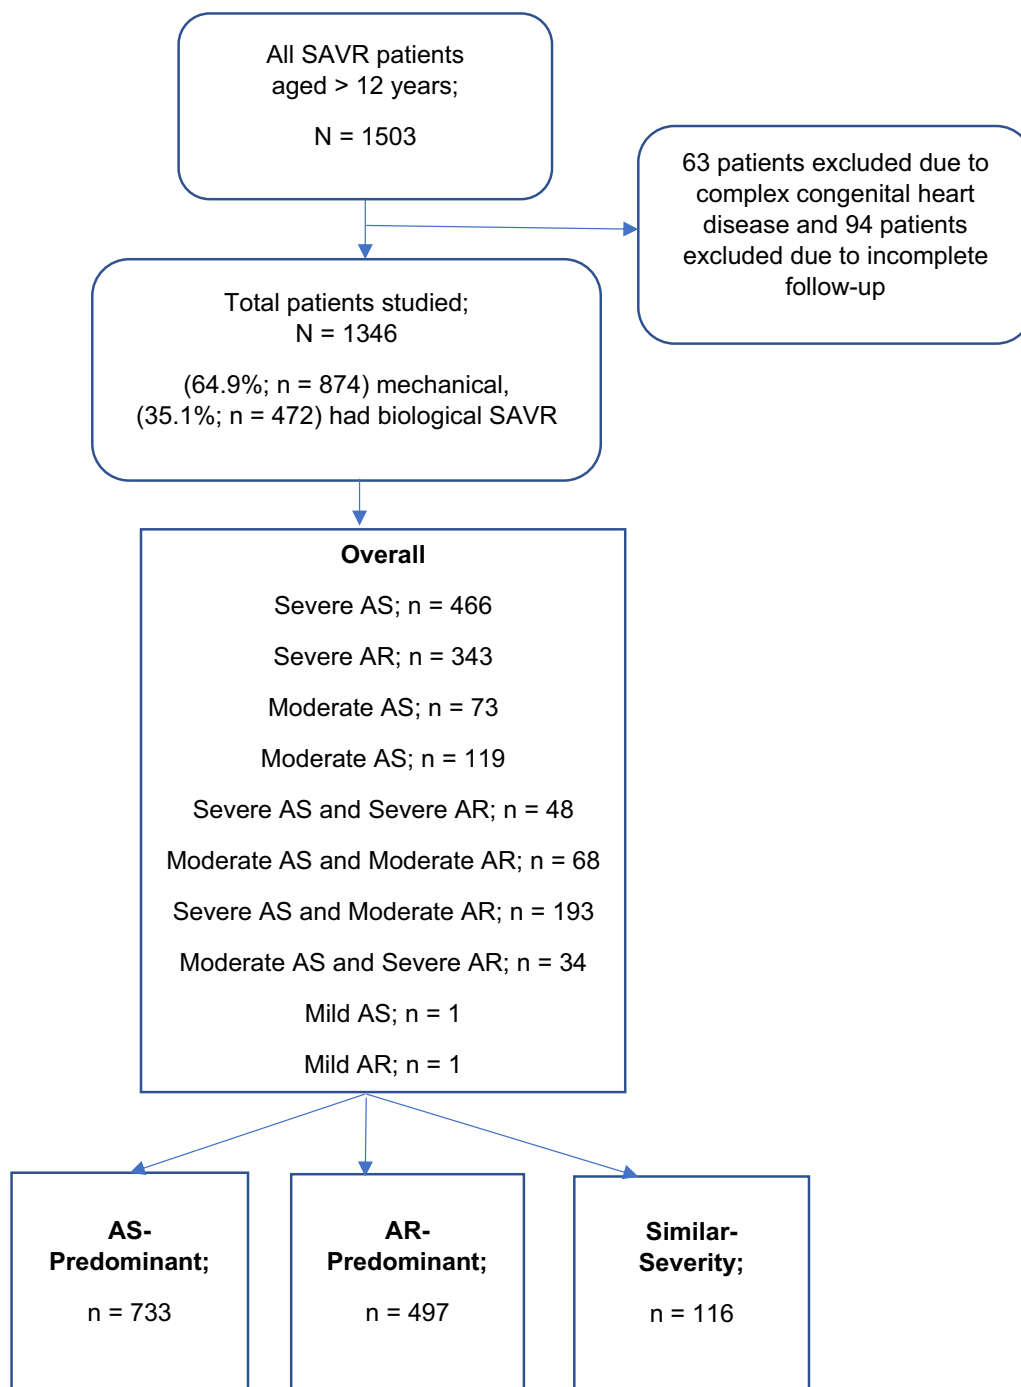 All SAVR patients
aged > 12 years;
N = 1503
63 patients excluded due to
complex congenital heart
disease and 94 patients
excluded due to incomplete
follow-up
Total patients studied;
N = 1346
(64.9%; n = 874) mechanical,
(35.1%; n = 472) had biological SAVR
Overall
Severe AS; n = 466
Severe AR; n = 343
Moderate AS; n = 73
Moderate AS; n = 119
Severe AS and Severe AR; n = 48
Moderate AS and Moderate AR; n = 68
Severe AS and Moderate AR; n = 193
Moderate AS and Severe AR; n = 34
Mild AS; n = 1
Mild AR; n = 1
AS-
Predominant;
n = 733
AR-
Predominant;
n = 497
Similar-
Severity;
n = 116